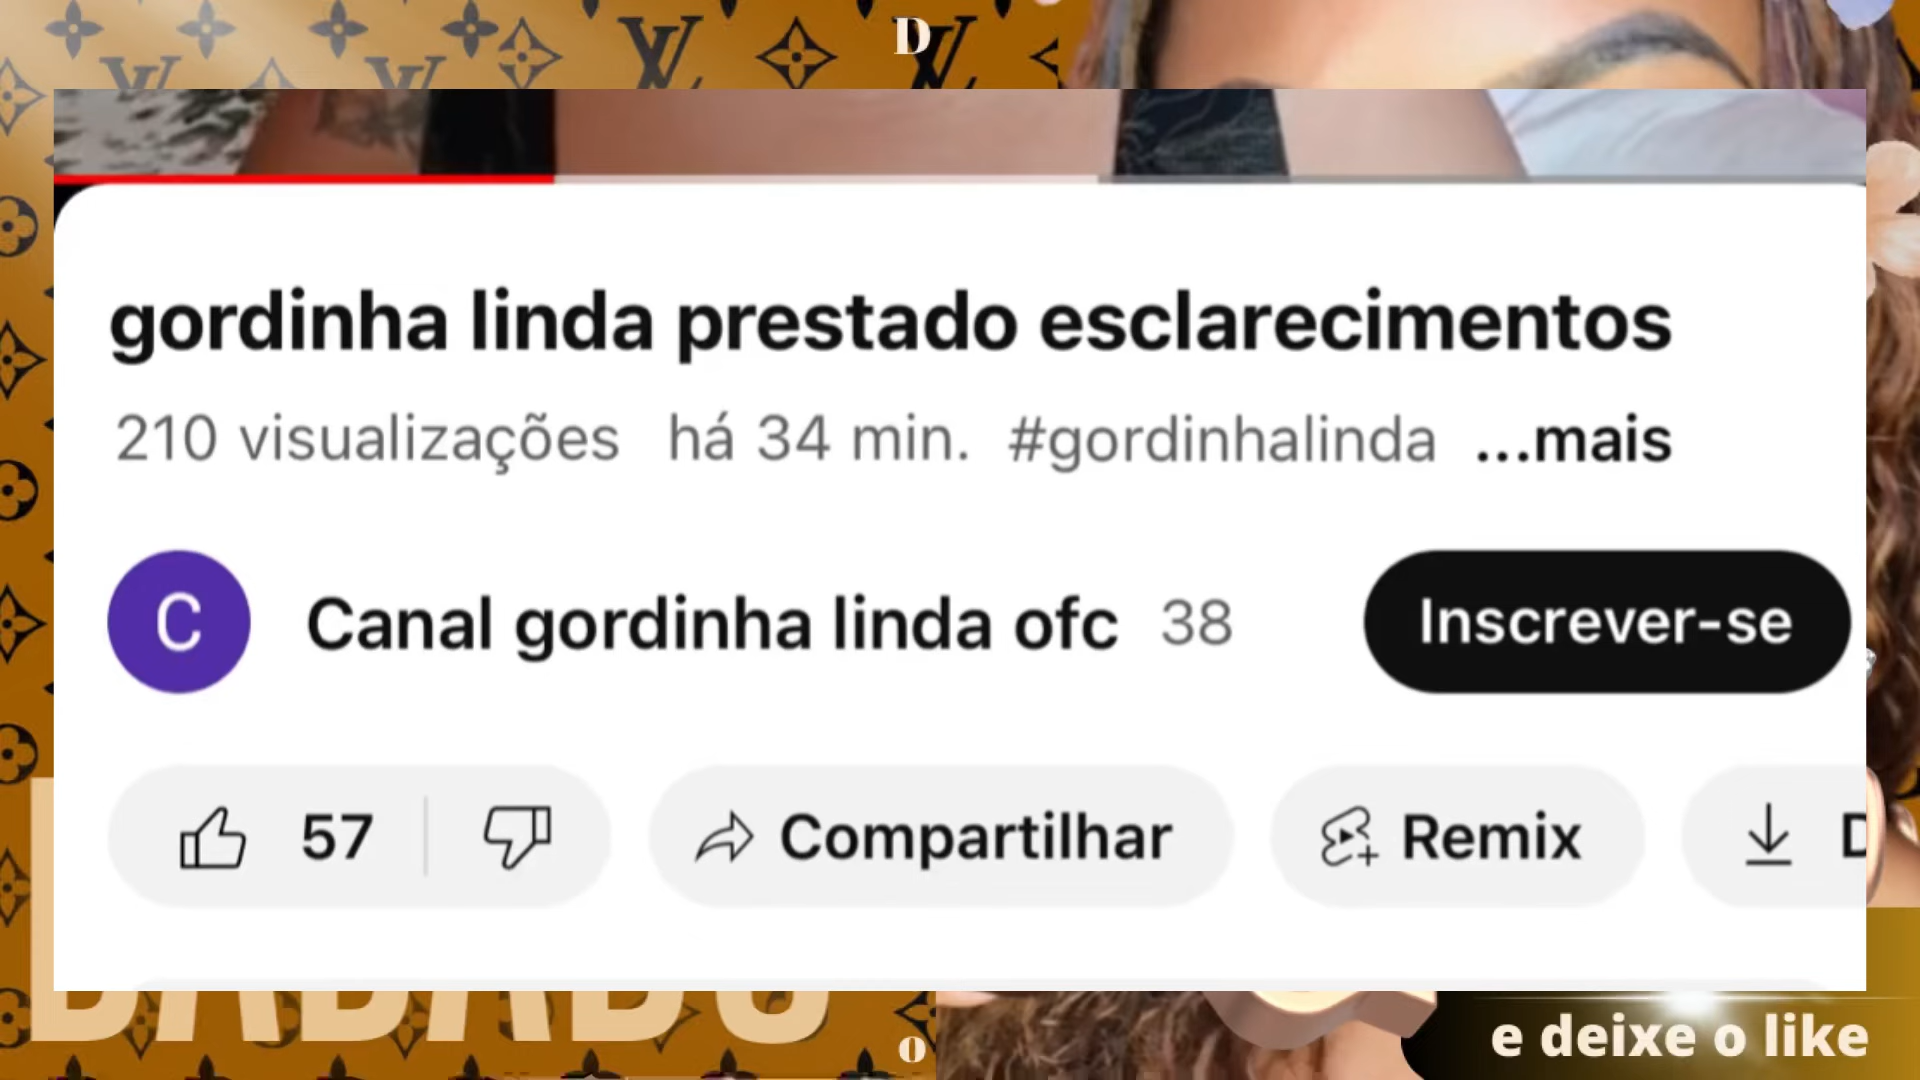 D
gordinha linda prestado esclarecimentos
210 visualizações há 34 min. #gordinhalinda ...mais
C Canal gordinha linda ofc 38 Inscrever-se
57 Compartilhar Remix D
o
e deixe o like